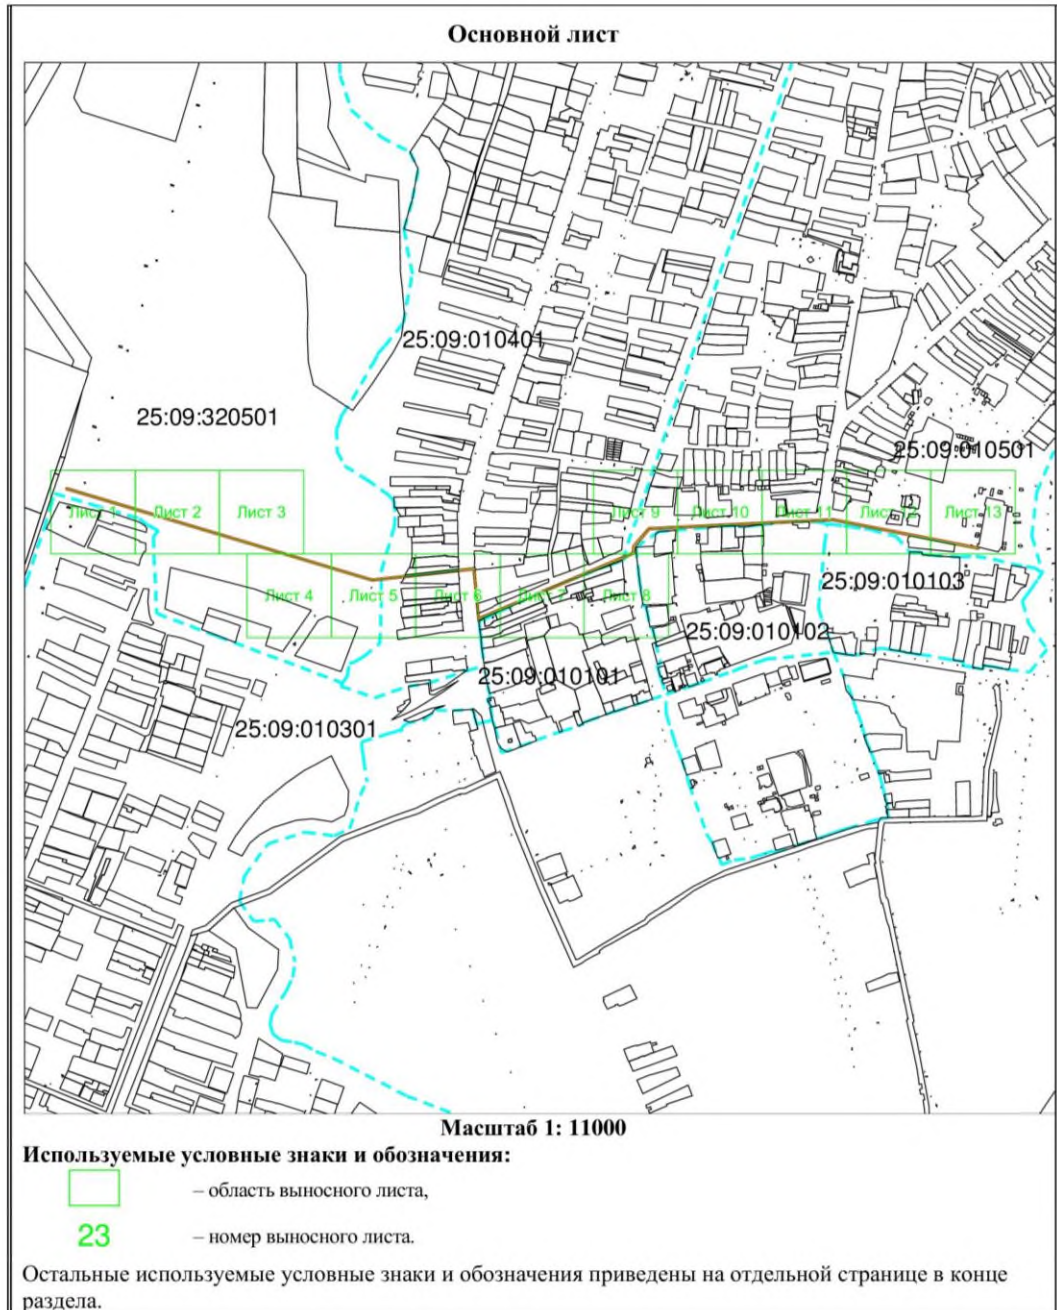 Основной лист
25:09:010401
25:09:320501
25:09:010501
Лист 1
Лист 2
Лист 3
Лист 9
Лист 10
Лист 11
Лист 12
Лист 13
25:09:010103
Лист 4
Лист 5
Лист 6
Лист 7
Лист 8
25:09:010102
25:09:010101
25:09:010301
Масштаб 1: 11000
Используемые условные знаки и обозначения:
– область выносного листа,
23 – номер выносного листа.
Остальные используемые условные знаки и обозначения приведены на отдельной странице в конце
раздела.